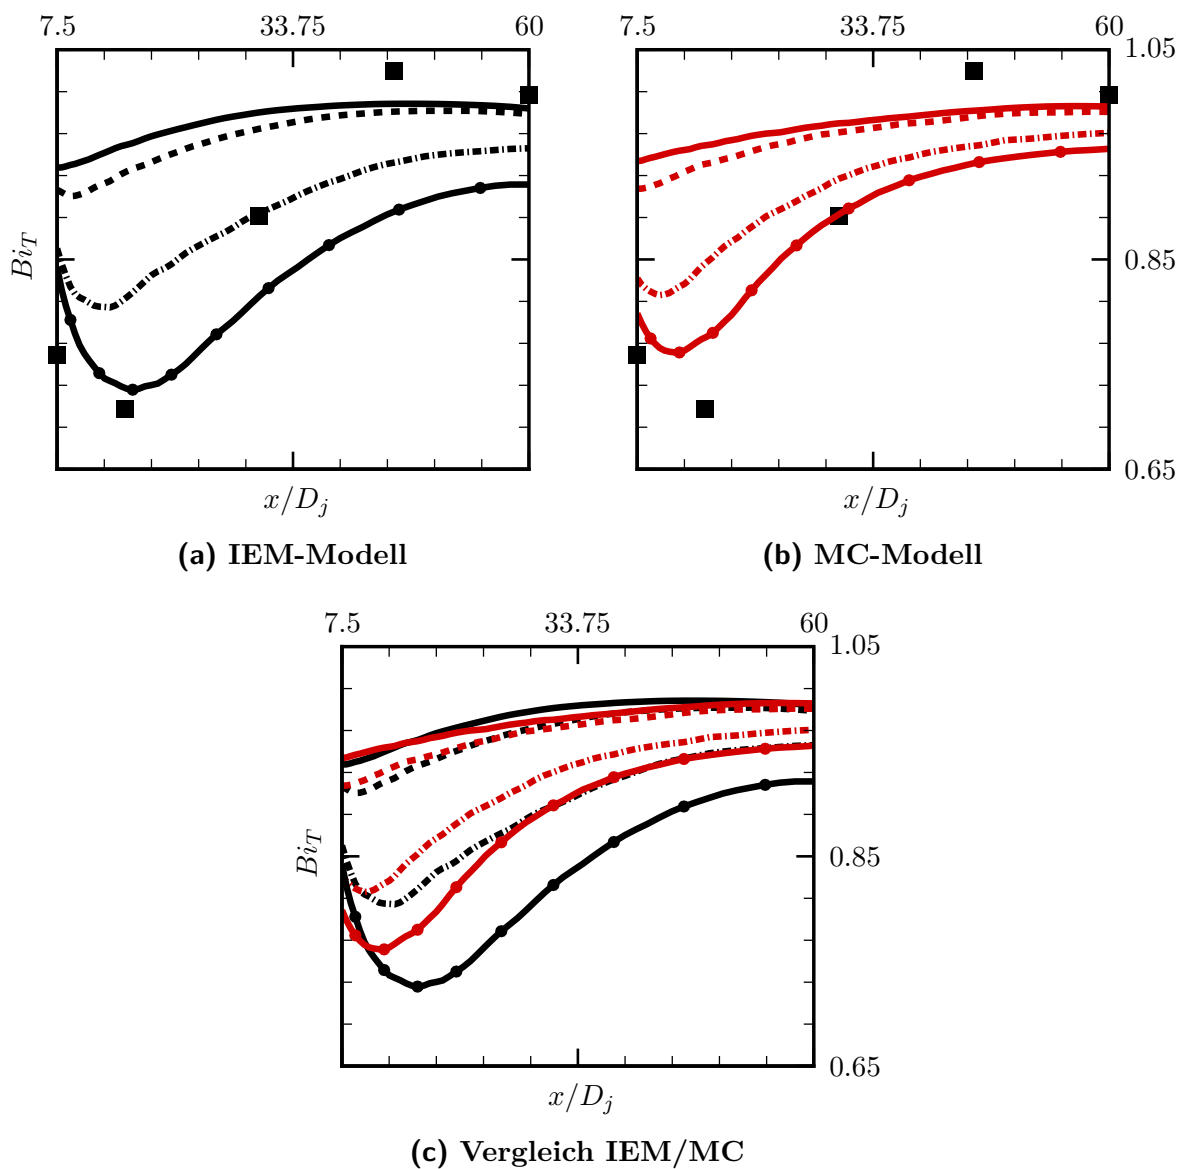 7.5 33.75 60
7.5 33.75 60
1.05
Bi_T
0.85
0.65
x/D_j
x/D_j
(a) IEM-Modell
(b) MC-Modell
7.5 33.75 60
1.05
Bi_T
0.85
0.65
x/D_j
(c) Vergleich IEM/MC